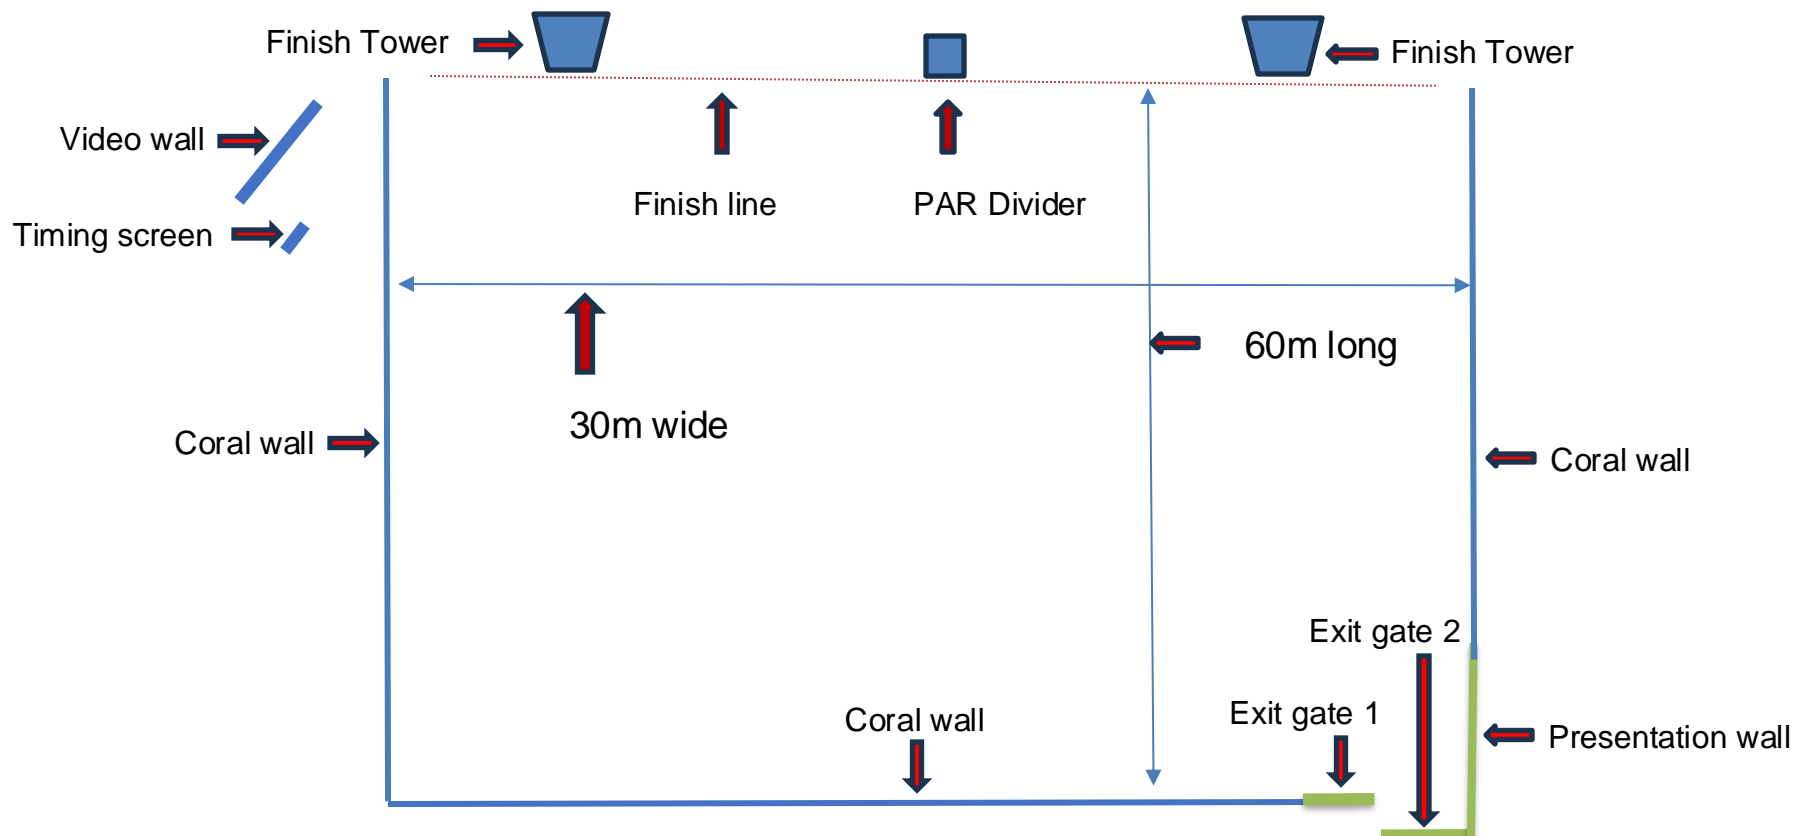 Finish Tower
Finish Tower
Video wall
Finish line
PAR Divider
Timing screen
60m long
30m wide
Coral wall
Coral wall
Exit gate 2
Coral wall
Exit gate 1
Presentation wall